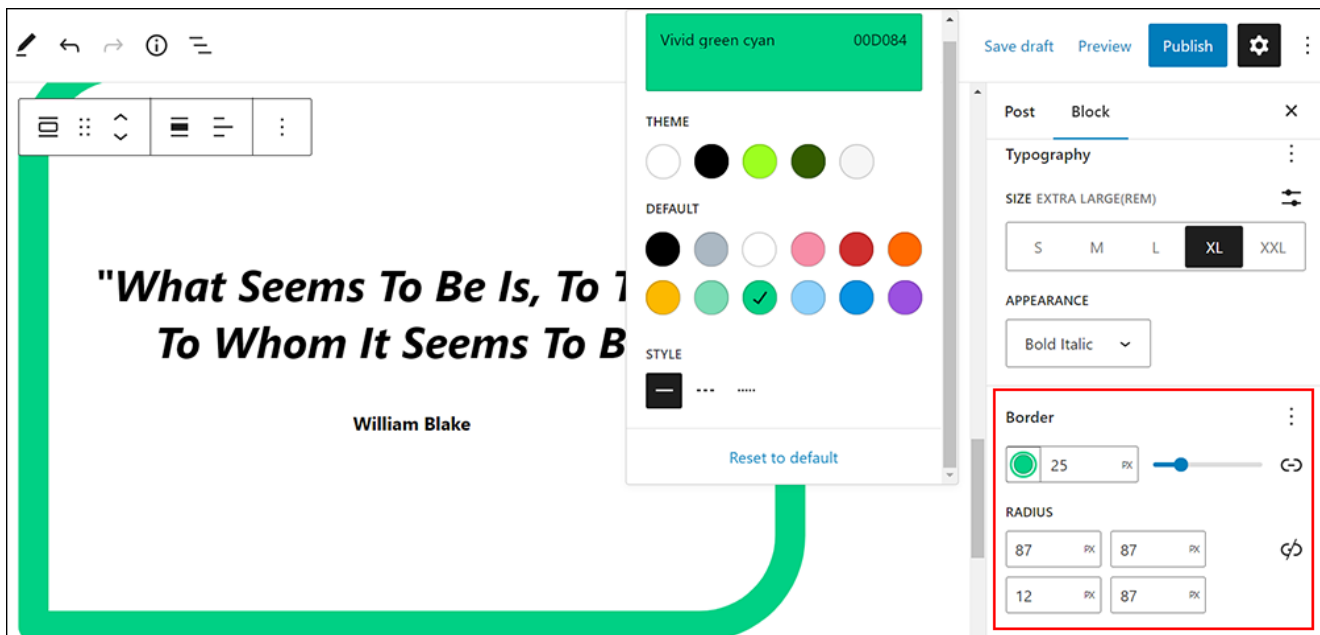 Vivid green cyan 00D084
Save draft Preview Publish
Post Block
THEME
Typography
SIZE EXTRA LARGE(REM)
DEFAULT
S M L XL XXL
"What Seems To Be Is, To
To Whom It Seems To B
APPEARANCE
Bold Italic
STYLE
Border
William Blake
Reset to default
25 PX
RADIUS
87 PX 87 PX
12 PX 87 PX